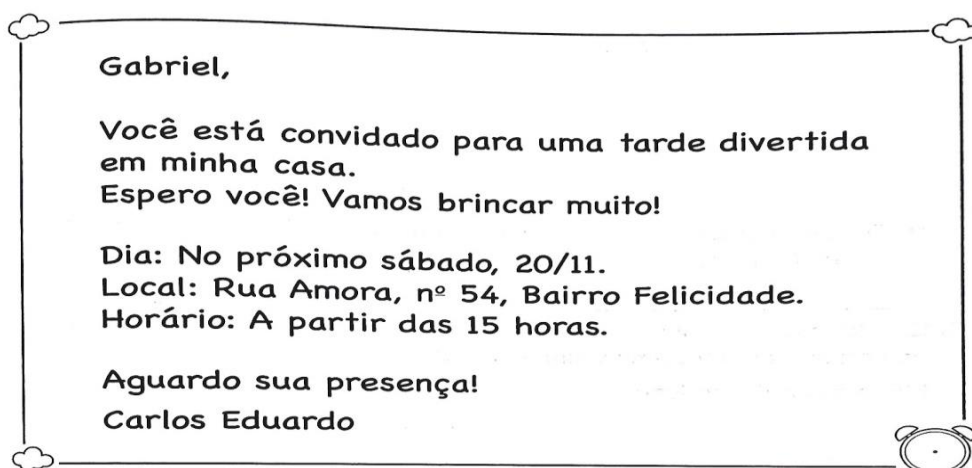 Gabriel,
Você está convidado para uma tarde divertida
em minha casa.
Espero você! Vamos brincar muito!
Dia: No próximo sábado, 20/11.
Local: Rua Amora, nº 54, Bairro Felicidade.
Horário: A partir das 15 horas.
Aguardo sua presença!
Carlos Eduardo